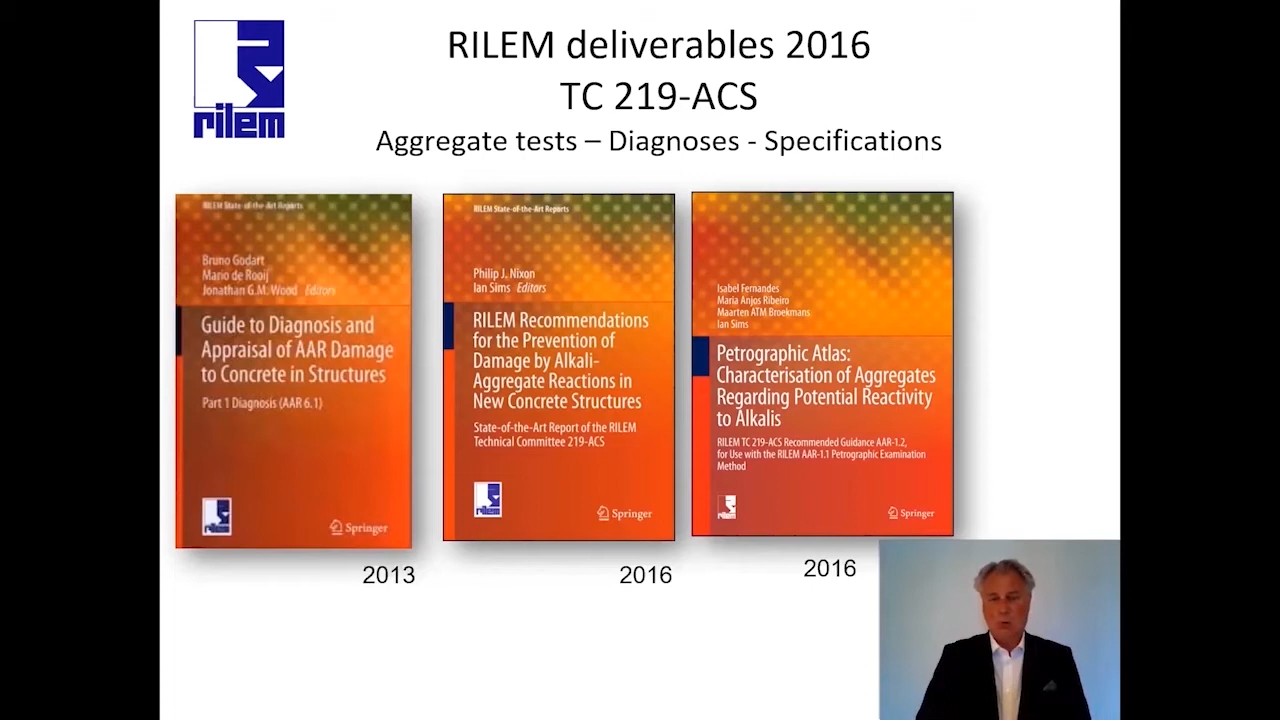 rilem
RILEM deliverables 2016
TC 219-ACS
Aggregate tests – Diagnoses - Specifications
RILEM State-of-the-Art Reports
Bruno Godart
Mario de Rooij
Jonathan G.M. Wood Editors
Guide to Diagnosis and
Appraisal of AAR Damage
to Concrete in Structures
Part 1 Diagnosis (AAR 6.1)
rilem
Springer
2013
RILEM State-of-the-Art Reports
Philip J. Nixon
Ian Sims Editors
RILEM Recommendations
for the Prevention of
Damage by Alkali-
Aggregate Reactions in
New Concrete Structures
State-of-the-Art Report of the RILEM
Technical Committee 219-ACS
rilem
Springer
2016
Isabel Fernandes
Maria Anjos Ribeiro
Maarten ATM Broekmans
Ian Sims
Petrographic Atlas:
Characterisation of Aggregates
Regarding Potential Reactivity
to Alkalis
RILEM TC 219-ACS Recommended Guidance AAR-1.2,
for Use with the RILEM AAR-1.1 Petrographic Examination
Method
rilem
Springer
2016